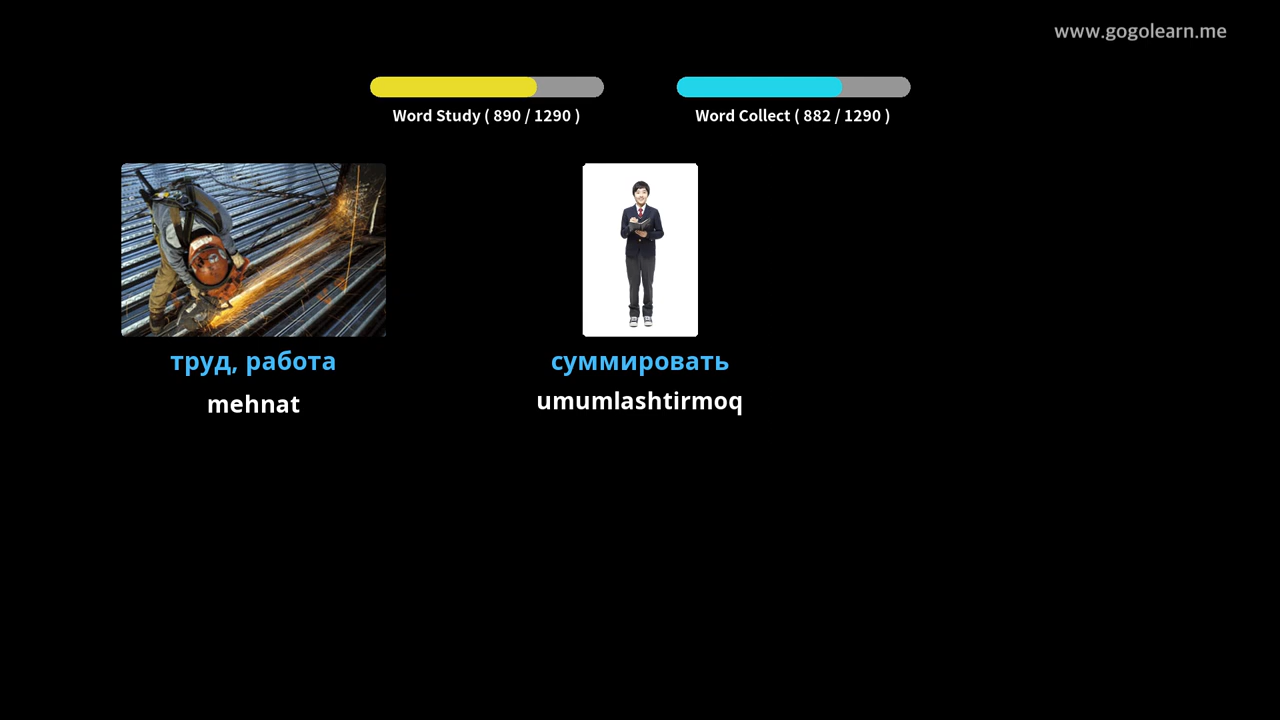 www.gogolearn.me
Word Study ( 890 / 1290 )
Word Collect ( 882 / 1290 )
труд, работа
mehnat
суммировать
umumlashtirmoq